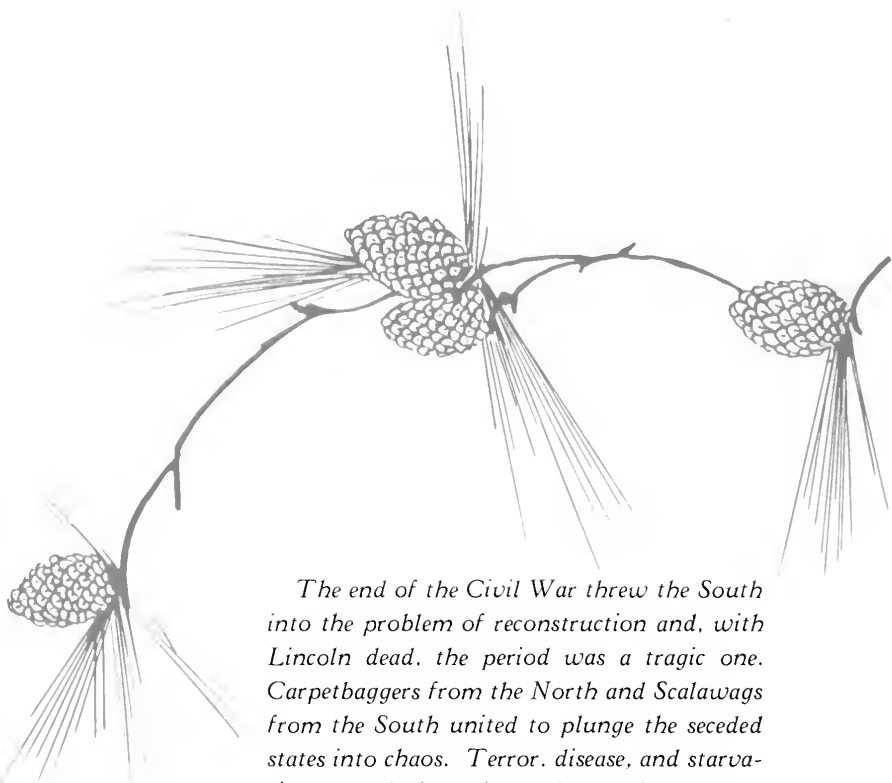 The end of the Civil War threw the South
into the problem of reconstruction and, with
Lincoln dead, the period was a tragic one.
Carpetbaggers from the North and Scalawags
from the South united to plunge the seceded
states into chaos. Terror. disease, and starva-